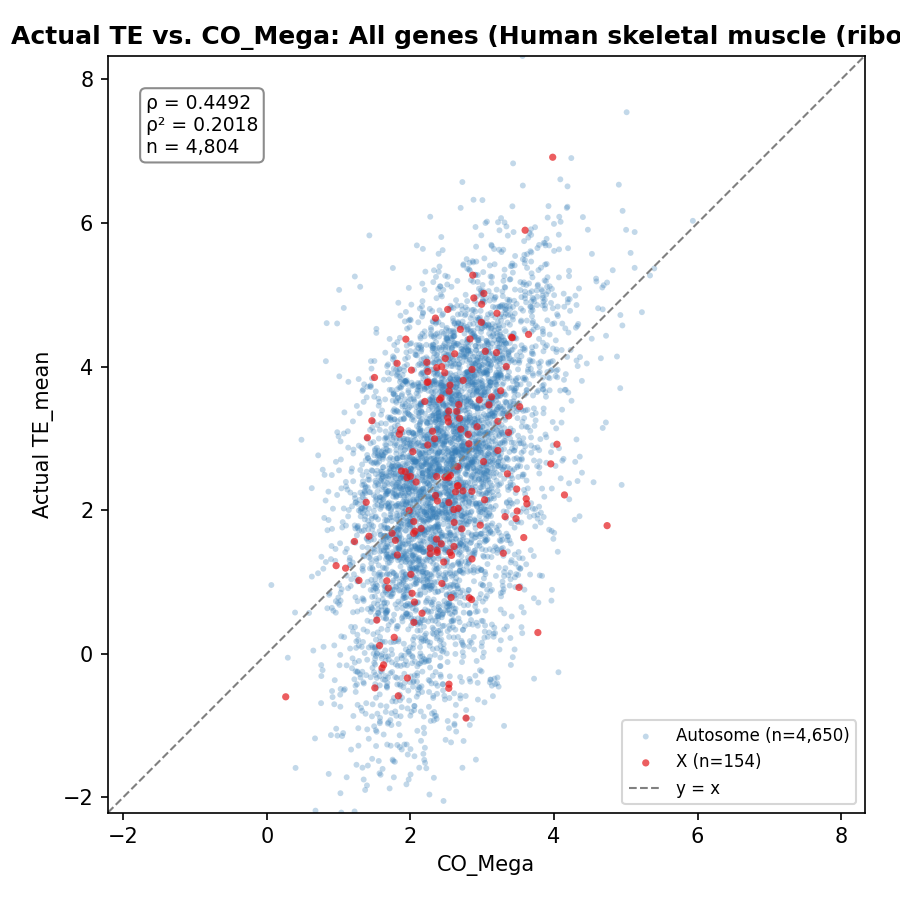 Actual TE vs. CO_Mega: All genes (Human skeletal muscle (ribo
ρ = 0.4492
ρ² = 0.2018
n = 4,804
8
6
4
2
0
−2
Actual TE_mean
Autosome (n=4,650)
X (n=154)
y = x
−2 0 2 4 6 8
CO_Mega